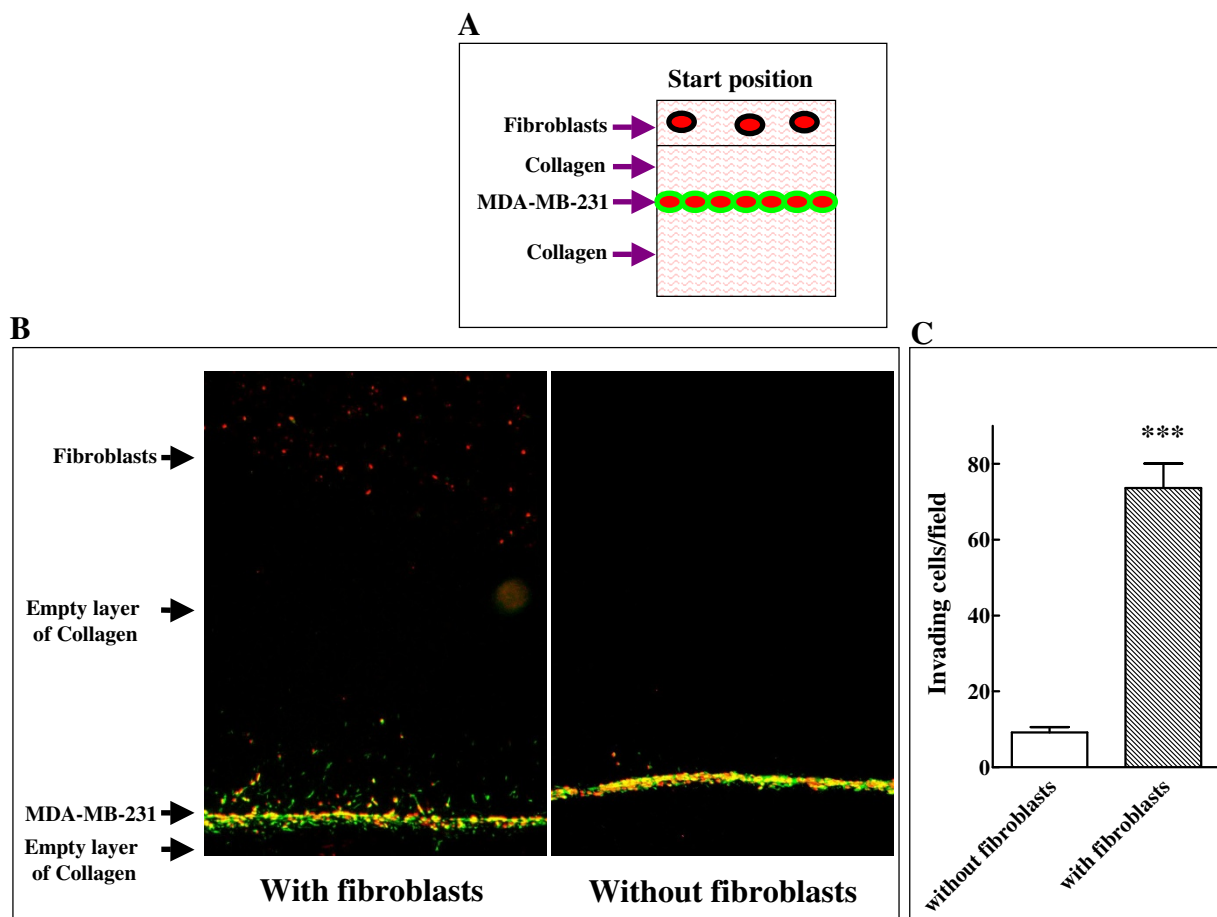 A
Start position
Fibroblasts
Collagen
MDA-MB-231
Collagen
B
Fibroblasts
Empty layer
of Collagen
MDA-MB-231
Empty layer
of Collagen
With fibroblasts
Without fibroblasts
C
***
Invading cells/field
80
60
40
20
0
without fibroblasts
with fibroblasts